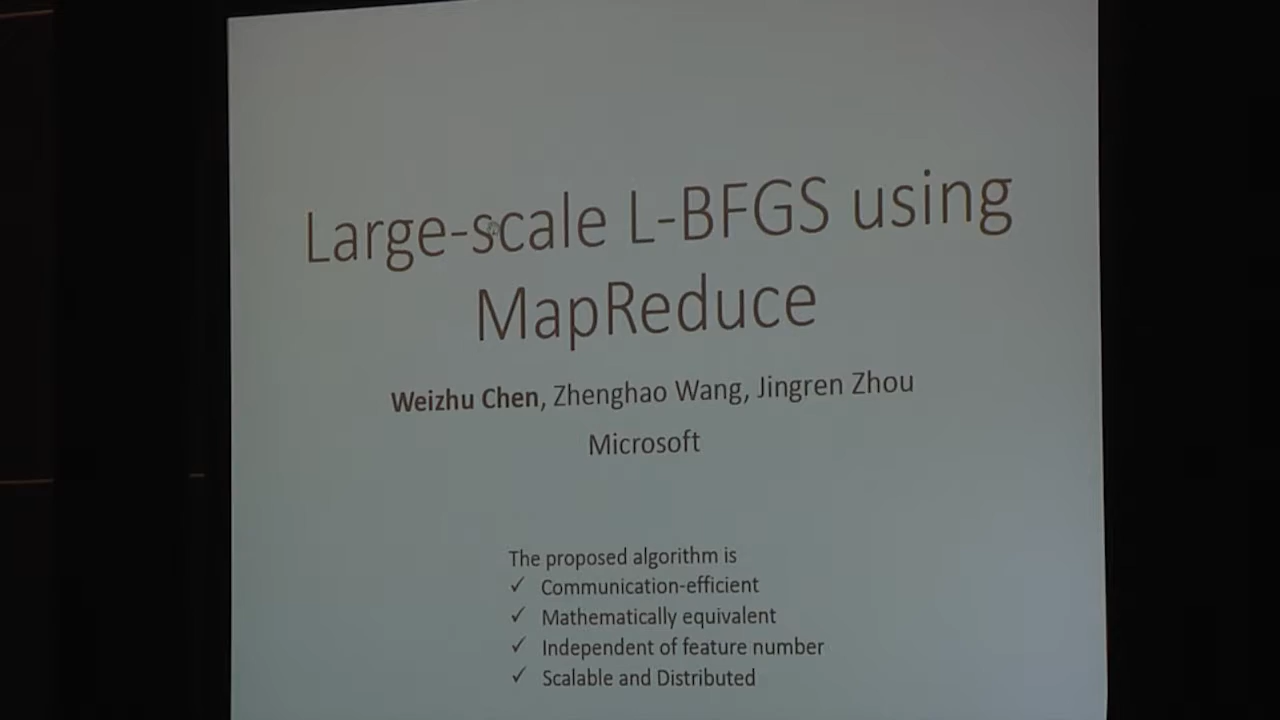 Large-scale L-BFGS using
MapReduce
Weizhu Chen, Zhenghao Wang, Jingren Zhou
Microsoft
The proposed algorithm is
✓ Communication-efficient
✓ Mathematically equivalent
✓ Independent of feature number
✓ Scalable and Distributed